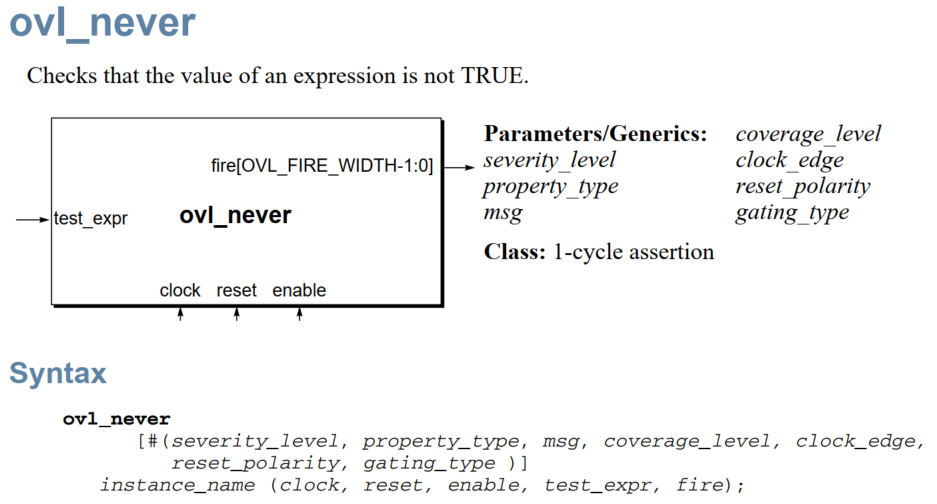 ovl_never
Checks that the value of an expression is not TRUE.
fire[OVL_FIRE_WIDTH-1:0]
test_expr
ovl_never
clock reset enable
Parameters/Generics: coverage_level
severity_level clock_edge
property_type reset_polarity
msg gating_type
Class: 1-cycle assertion
Syntax
ovl_never
[#(severity_level, property_type, msg, coverage_level, clock_edge,
reset_polarity, gating_type )]
instance_name (clock, reset, enable, test_expr, fire);